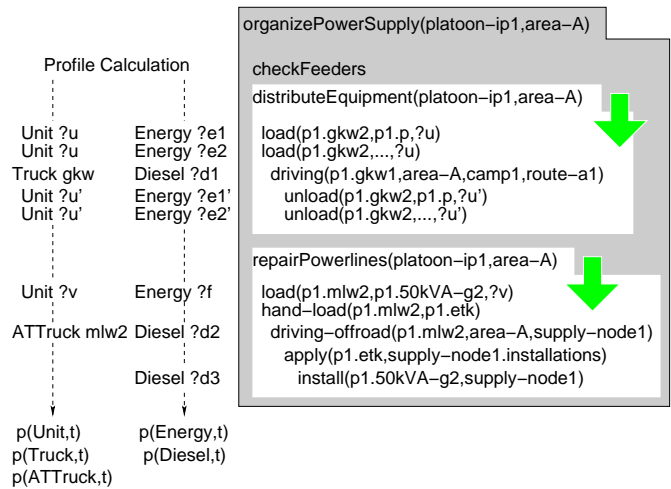 organizePowerSupply(platoon−ip1,area−A)
Profile Calculation
checkFeeders
distributeEquipment(platoon−ip1,area−A)
Unit ?u Energy ?e1 load(p1.gkw2,p1.p,?u)
Unit ?u Energy ?e2 load(p1.gkw2,...,?u)
Truck gkw Diesel ?d1 driving(p1.gkw1,area−A,camp1,route−a1)
Unit ?u' Energy ?e1' unload(p1.gkw2,p1.p,?u')
Unit ?u' Energy ?e2' unload(p1.gkw2,...,?u')
repairPowerlines(platoon−ip1,area−A)
Unit ?v Energy ?f load(p1.mlw2,p1.50kVA−g2,?v)
hand−load(p1.mlw2,p1.etk)
ATTruck mlw2 Diesel ?d2 driving−offroad(p1.mlw2,area−A,supply−node1)
apply(p1.etk,supply−node1.installations)
Diesel ?d3 install(p1.50kVA−g2,supply−node1)
p(Unit,t) p(Energy,t)
p(Truck,t) p(Diesel,t)
p(ATTruck,t)